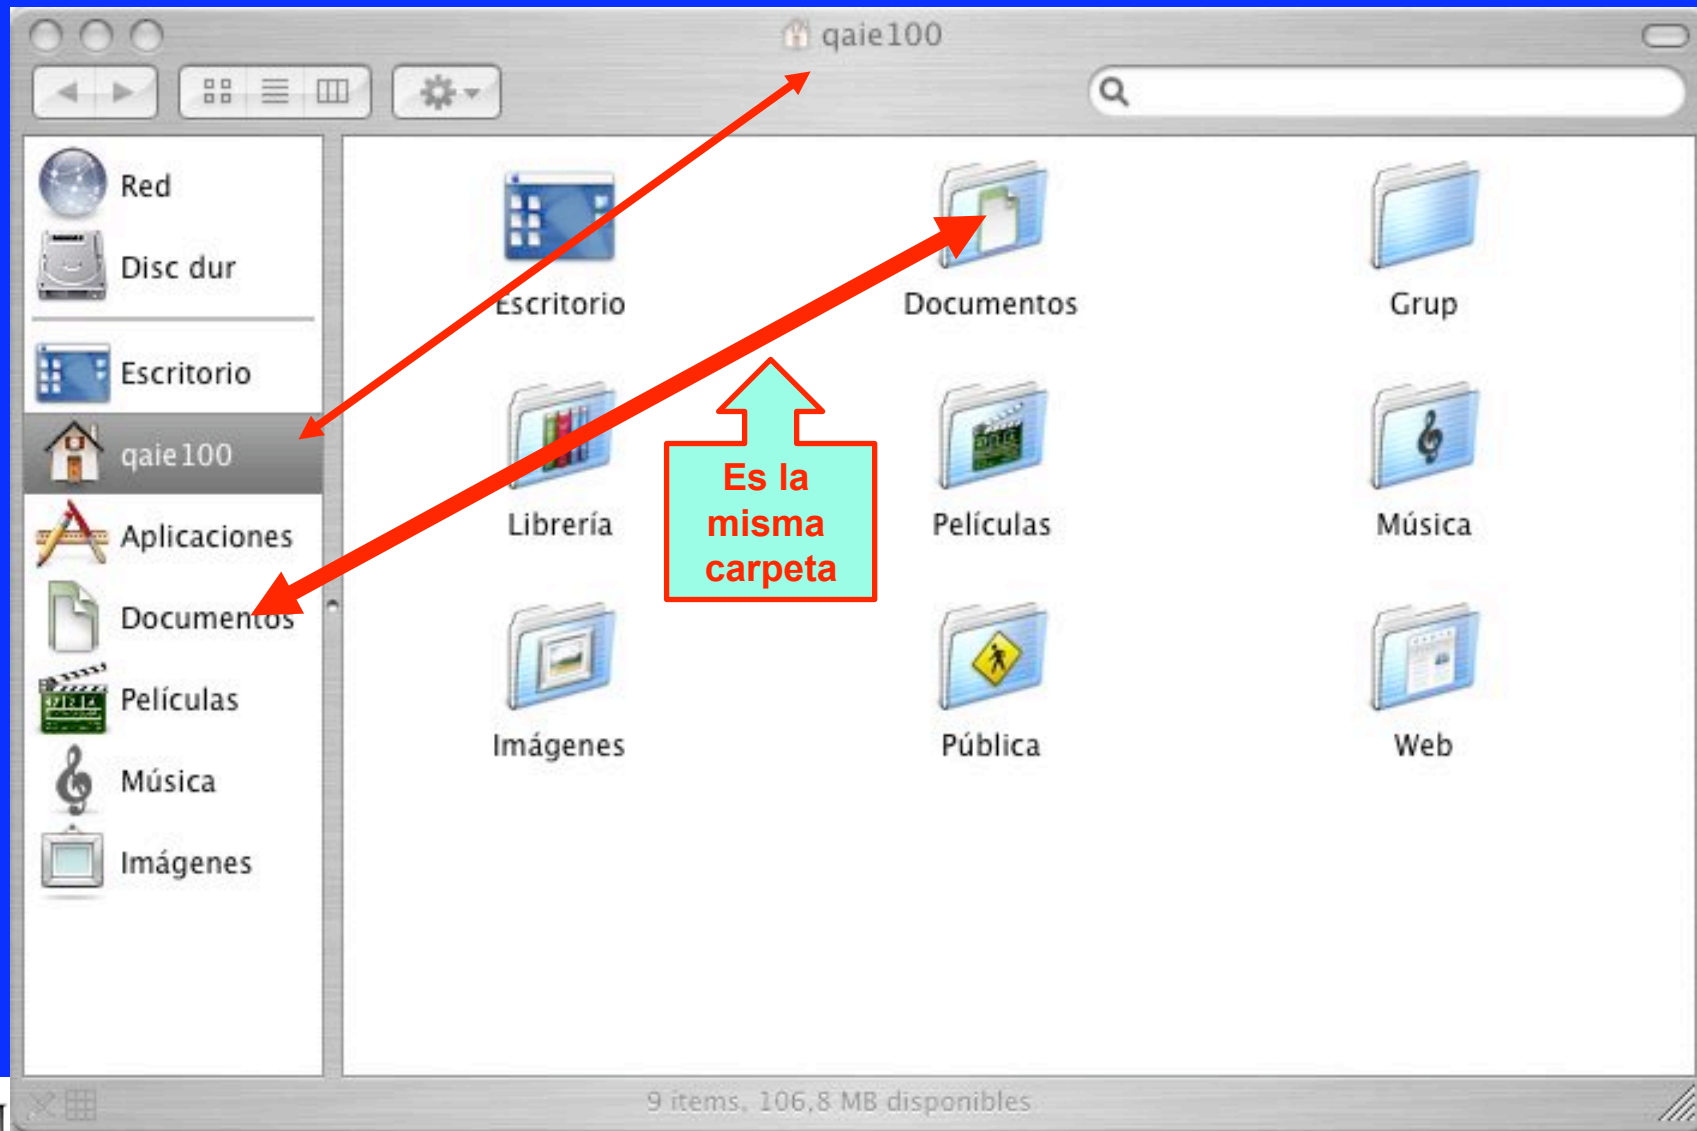 qaie100
Red
Disc dur
Escritorio
qaie100
Aplicaciones
Documentos
Películas
Música
Imágenes
Escritorio
Documentos
Grup
Librería
Películas
Música
Imágenes
Pública
Web
Es la
misma
carpeta
9 items, 106,8 MB disponibles